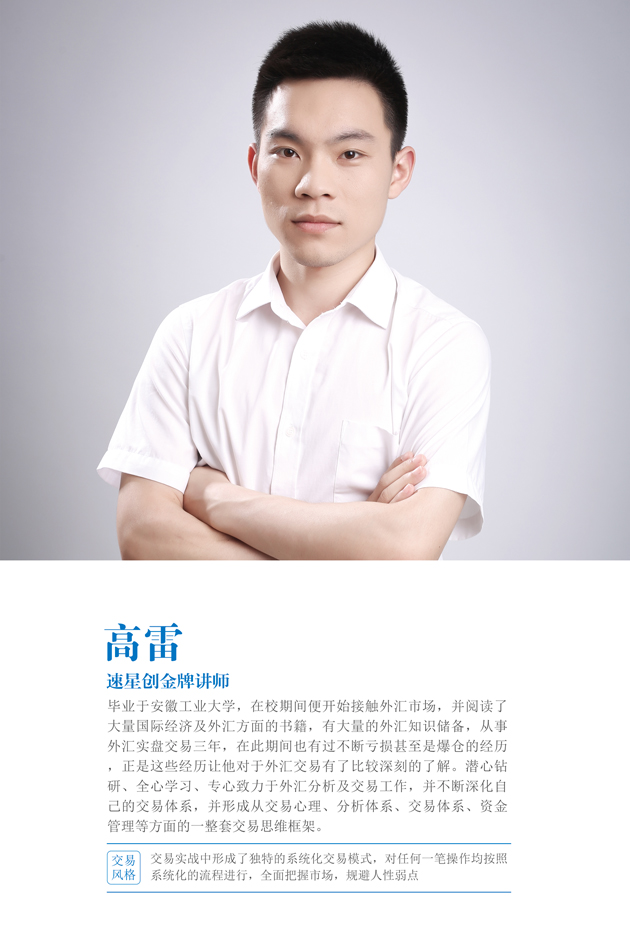 高雷
速星创金牌讲师
毕业于安徽工业大学，在校期间便开始接触外汇市场，并阅读了
大量国际经济及外汇方面的书籍，有大量的外汇知识储备，从事
外汇实盘交易三年，在此期间也有过不断亏损甚至是爆仓的经历
，正是这些经历让他对于外汇交易有了比较深刻的了解。潜心钻
研、全心学习、专心致力于外汇分析及交易工作，并不断深化自
己的交易体系，并形成从交易心理、分析体系、交易体系、资金
管理等方面的一整套交易思维框架。
交易
风格
交易实战中形成了独特的系统化交易模式，对任何一笔操作均按照
系统化的流程进行，全面把握市场，规避人性弱点